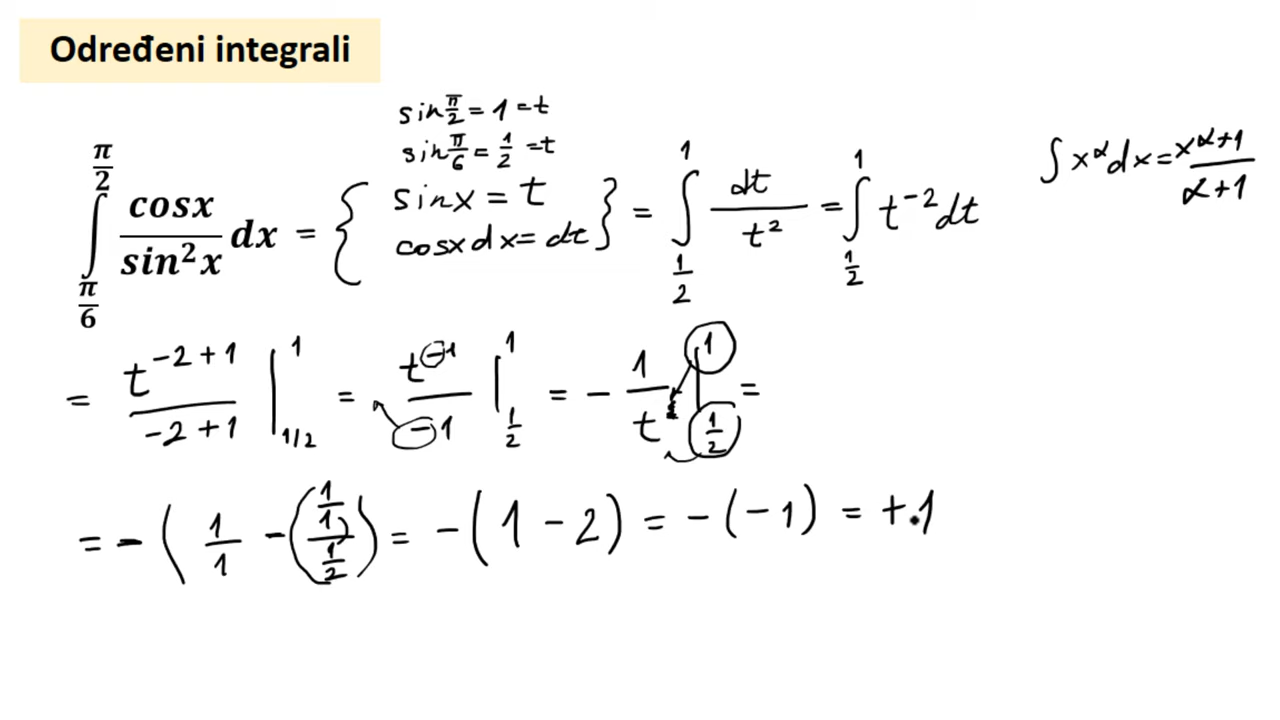 Određeni integrali
sin π/2 = 1 = t
sin π/6 = 1/2 = t
∫_{π/6}^{π/2} cosx/sin²x dx = { sinx = t, cosx dx = dt } = ∫_{1/2}^{1} dt/t² = ∫_{1/2}^{1} t⁻² dt
∫ x^α dx = x^{α+1}/α+1
= t^{-2+1}/-2+1 |_{1/2}^{1} = t^{-1}/-1 |_{1/2}^{1} = - 1/t |_{1/2}^{1} =
= - ( 1/1 - ( (1/1)/(1/2) ) ) = - (1 - 2) = - (-1) = +1